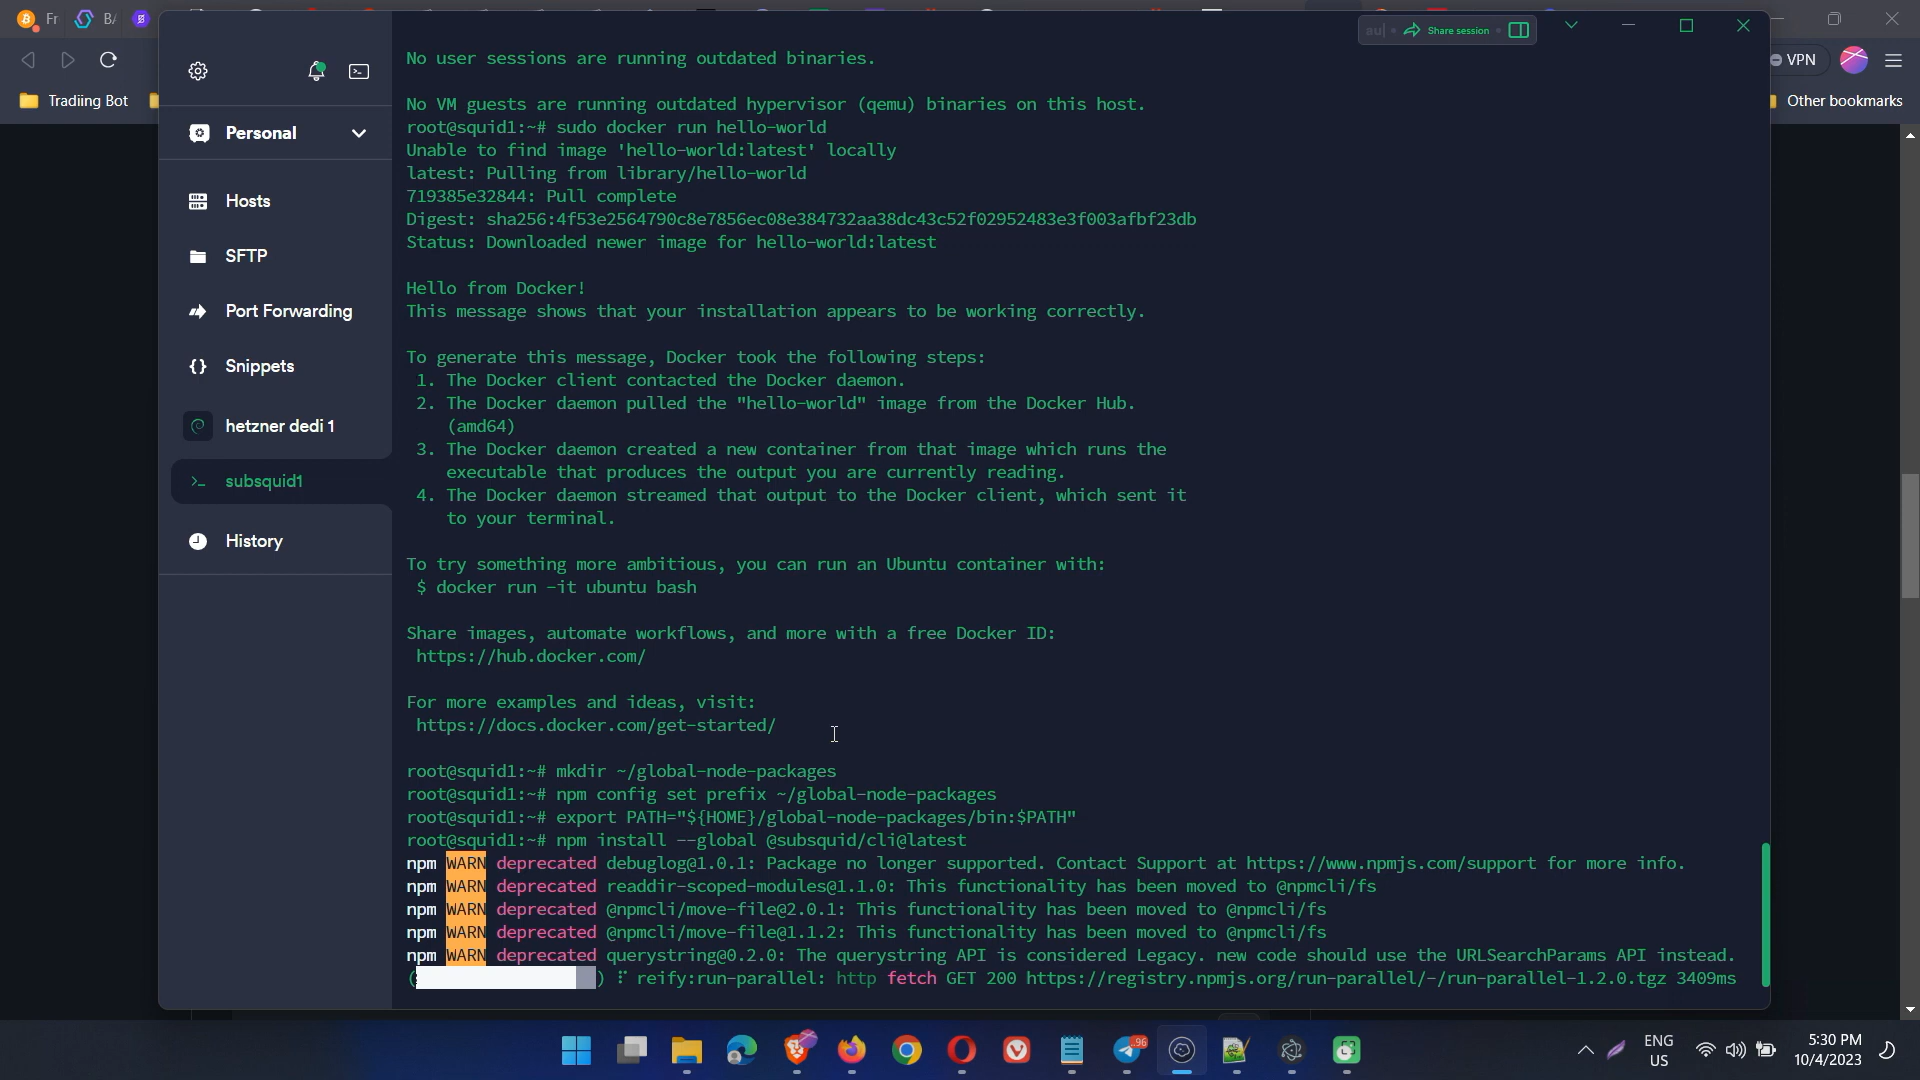 Fr
BA
VPN
Tradiing Bot
Other bookmarks
Share session
Personal
Hosts
SFTP
Port Forwarding
Snippets
hetzner dedi 1
subsquid1
History
No user sessions are running outdated binaries.
No VM guests are running outdated hypervisor (qemu) binaries on this host.
root@squid1:~# sudo docker run hello-world
Unable to find image 'hello-world:latest' locally
latest: Pulling from library/hello-world
719385e32844: Pull complete
Digest: sha256:4f53e2564790c8e7856ec08e384732aa38dc43c52f02952483e3f003afbf23db
Status: Downloaded newer image for hello-world:latest
Hello from Docker!
This message shows that your installation appears to be working correctly.
To generate this message, Docker took the following steps:
1. The Docker client contacted the Docker daemon.
2. The Docker daemon pulled the "hello-world" image from the Docker Hub.
(amd64)
3. The Docker daemon created a new container from that image which runs the
executable that produces the output you are currently reading.
4. The Docker daemon streamed that output to the Docker client, which sent it
to your terminal.
To try something more ambitious, you can run an Ubuntu container with:
$ docker run -it ubuntu bash
Share images, automate workflows, and more with a free Docker ID:
https://hub.docker.com/
For more examples and ideas, visit:
https://docs.docker.com/get-started/
root@squid1:~# mkdir ~/global-node-packages
root@squid1:~# npm config set prefix ~/global-node-packages
root@squid1:~# export PATH="${HOME}/global-node-packages/bin:$PATH"
root@squid1:~# npm install --global @subsquid/cli@latest
npm WARN deprecated debuglog@1.0.1: Package no longer supported. Contact Support at https://www.npmjs.com/support for more info.
npm WARN deprecated readdir-scoped-modules@1.1.0: This functionality has been moved to @npmcli/fs
npm WARN deprecated @npmcli/move-file@2.0.1: This functionality has been moved to @npmcli/fs
npm WARN deprecated @npmcli/move-file@1.1.2: This functionality has been moved to @npmcli/fs
npm WARN deprecated querystring@0.2.0: The querystring API is considered Legacy. new code should use the URLSearchParams API instead.
( ) ⠏ reify:run-parallel: http fetch GET 200 https://registry.npmjs.org/run-parallel/-/run-parallel-1.2.0.tgz 3409ms
96
ENG
US
5:30 PM
10/4/2023